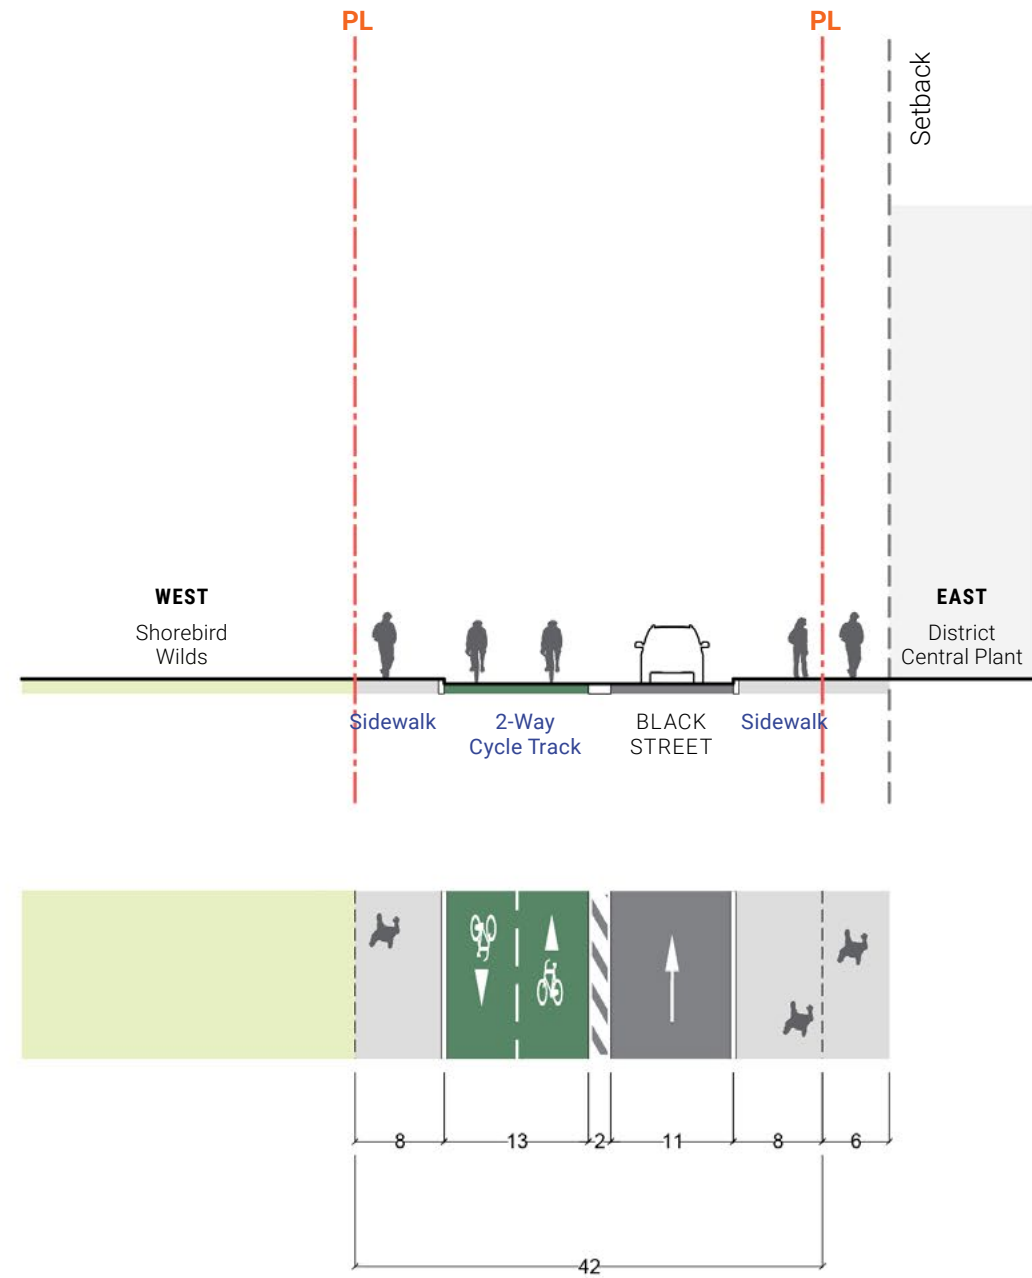 PL
PL
Setback
WEST
Shorebird
Wilds
EAST
District
Central Plant
Sidewalk
2-Way
Cycle Track
BLACK
STREET
Sidewalk
8
13
2
11
8
6
42